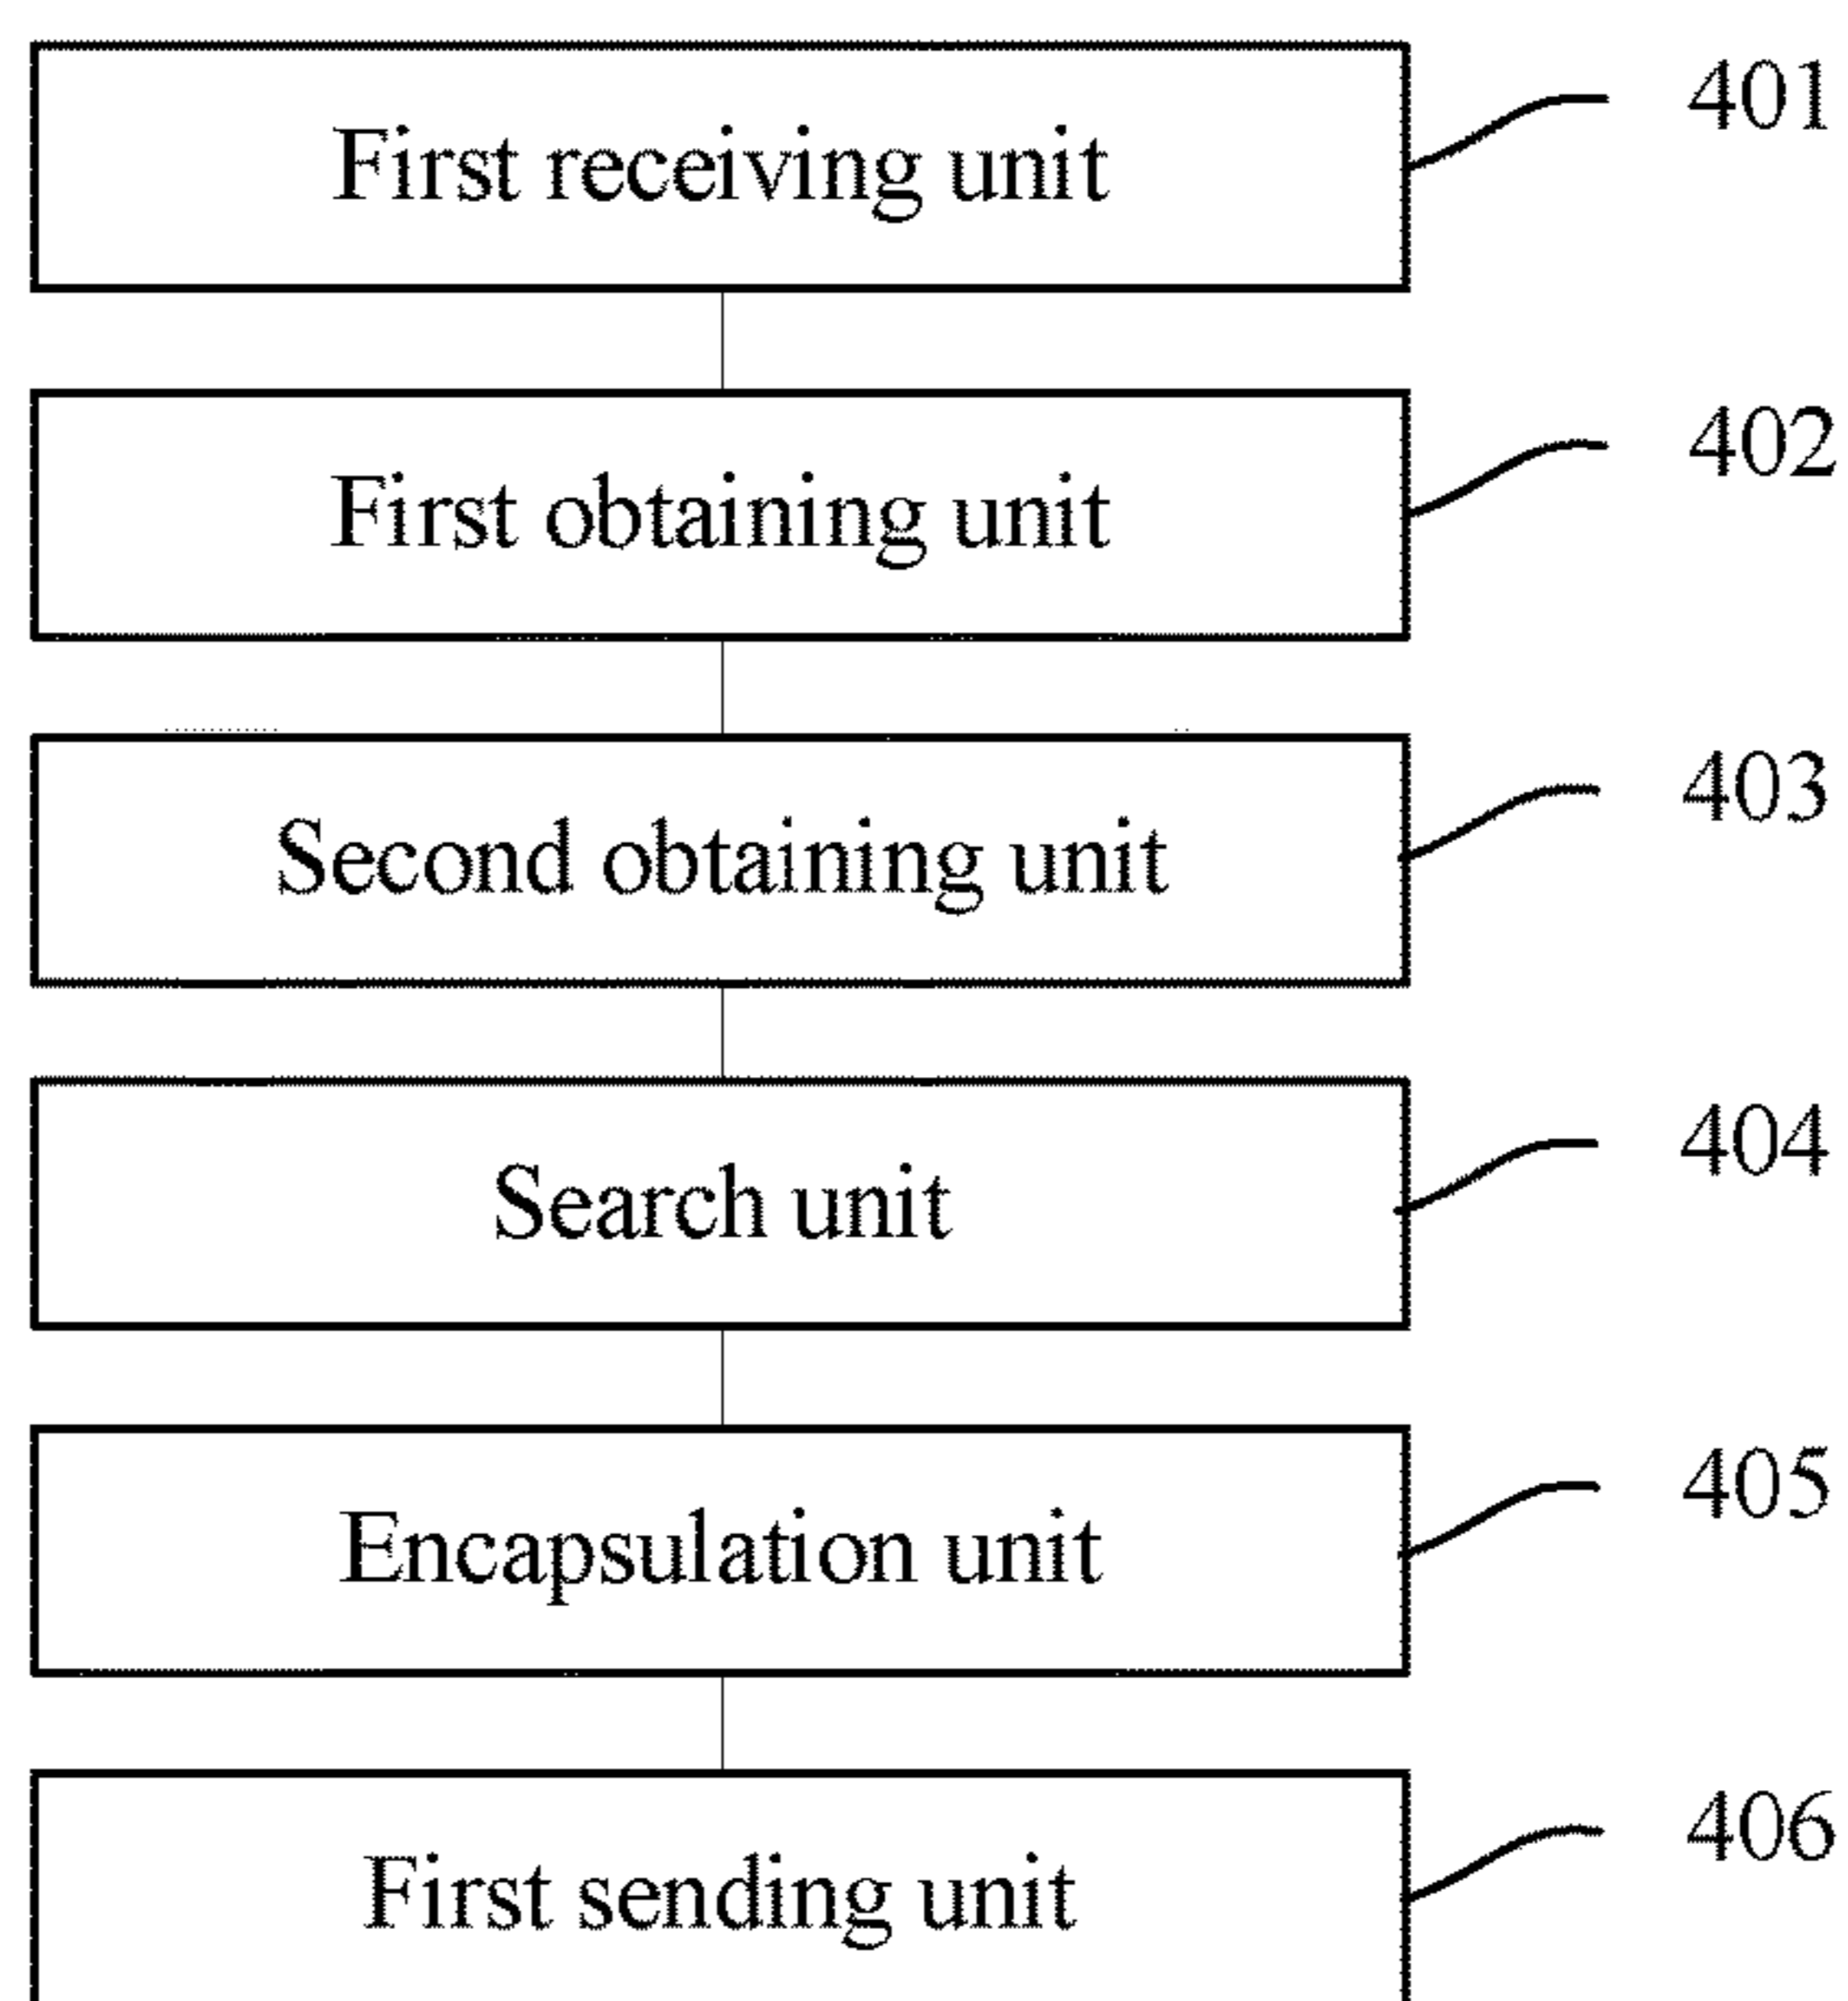 First receiving unit 401
First obtaining unit 402
Second obtaining unit 403
Search unit 404
Encapsulation unit 405
First sending unit 406